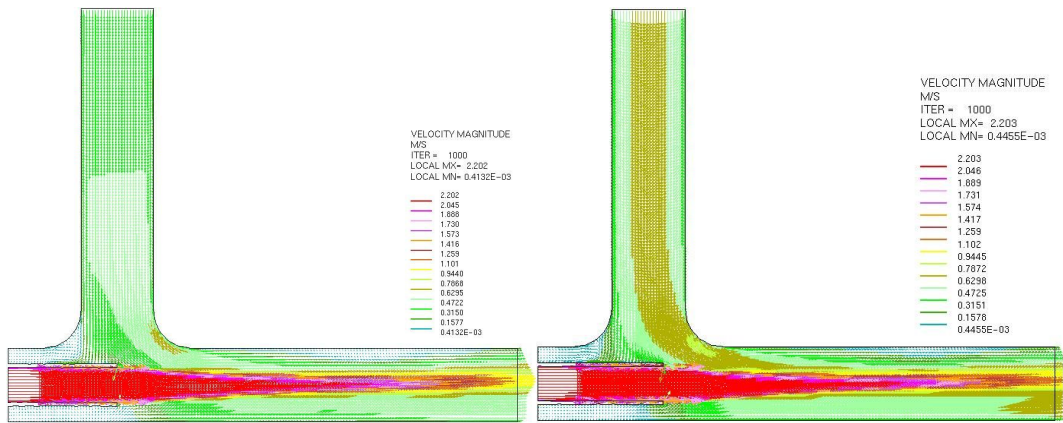 VELOCITY MAGNITUDE
M/S
ITER = 1000
LOCAL MX= 2.202
LOCAL MN= 0.4132E-03
2.202
2.045
1.888
1.730
1.573
1.416
1.259
1.101
0.9440
0.7868
0.6295
0.4722
0.3150
0.1577
0.4132E-03
VELOCITY MAGNITUDE
M/S
ITER = 1000
LOCAL MX= 2.203
LOCAL MN= 0.4455E-03
2.203
2.046
1.889
1.731
1.574
1.417
1.259
1.102
0.9445
0.7872
0.6298
0.4725
0.3151
0.1578
0.4455E-03